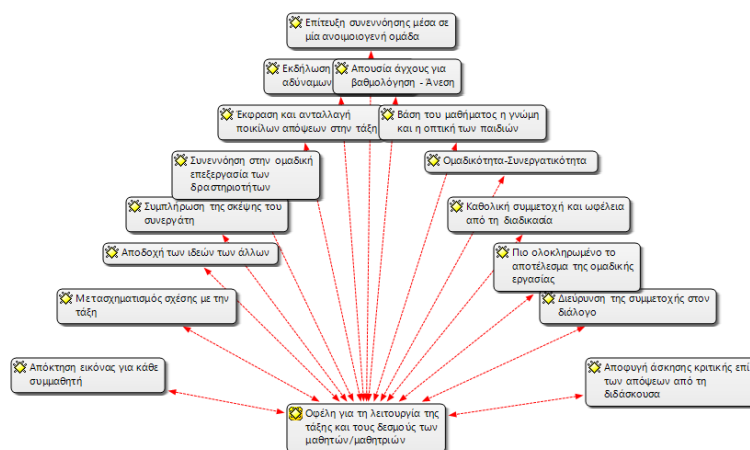 Επίτευξη συνεννόησης μέσα σε
μία ανομοιογενή ομάδα
Εκδήλωση
αδύναμων
Απουσία άγχους για
βαθμολόγηση - Άνεση
Έκφραση και ανταλλαγή
ποικίλων απόψεων στην τάξη
Βάση του μαθήματος η γνώμη
και η οπτική των παιδιών
Συνεννόηση στην ομαδική
επεξεργασία των
δραστηριοτήτων
Ομαδικότητα-Συνεργατικότητα
Συμπλήρωση της σκέψης του
συνεργάτη
Καθολική συμμετοχή και ωφέλεια
από τη διαδικασία
Αποδοχή των ιδεών των άλλων
Πιο ολοκληρωμένο το
αποτέλεσμα της ομαδικής
εργασίας
Μετασχηματισμός σχέσης με την
τάξη
Διεύρυνση της συμμετοχής στον
διάλογο
Απόκτηση εικόνας για κάθε
συμμαθητή
Αποφυγή άσκησης κριτικής επί
των απόψεων από τη
διδάσκουσα
Οφέλη για τη λειτουργία της
τάξης και τους δεσμούς των
μαθητών/μαθητριών